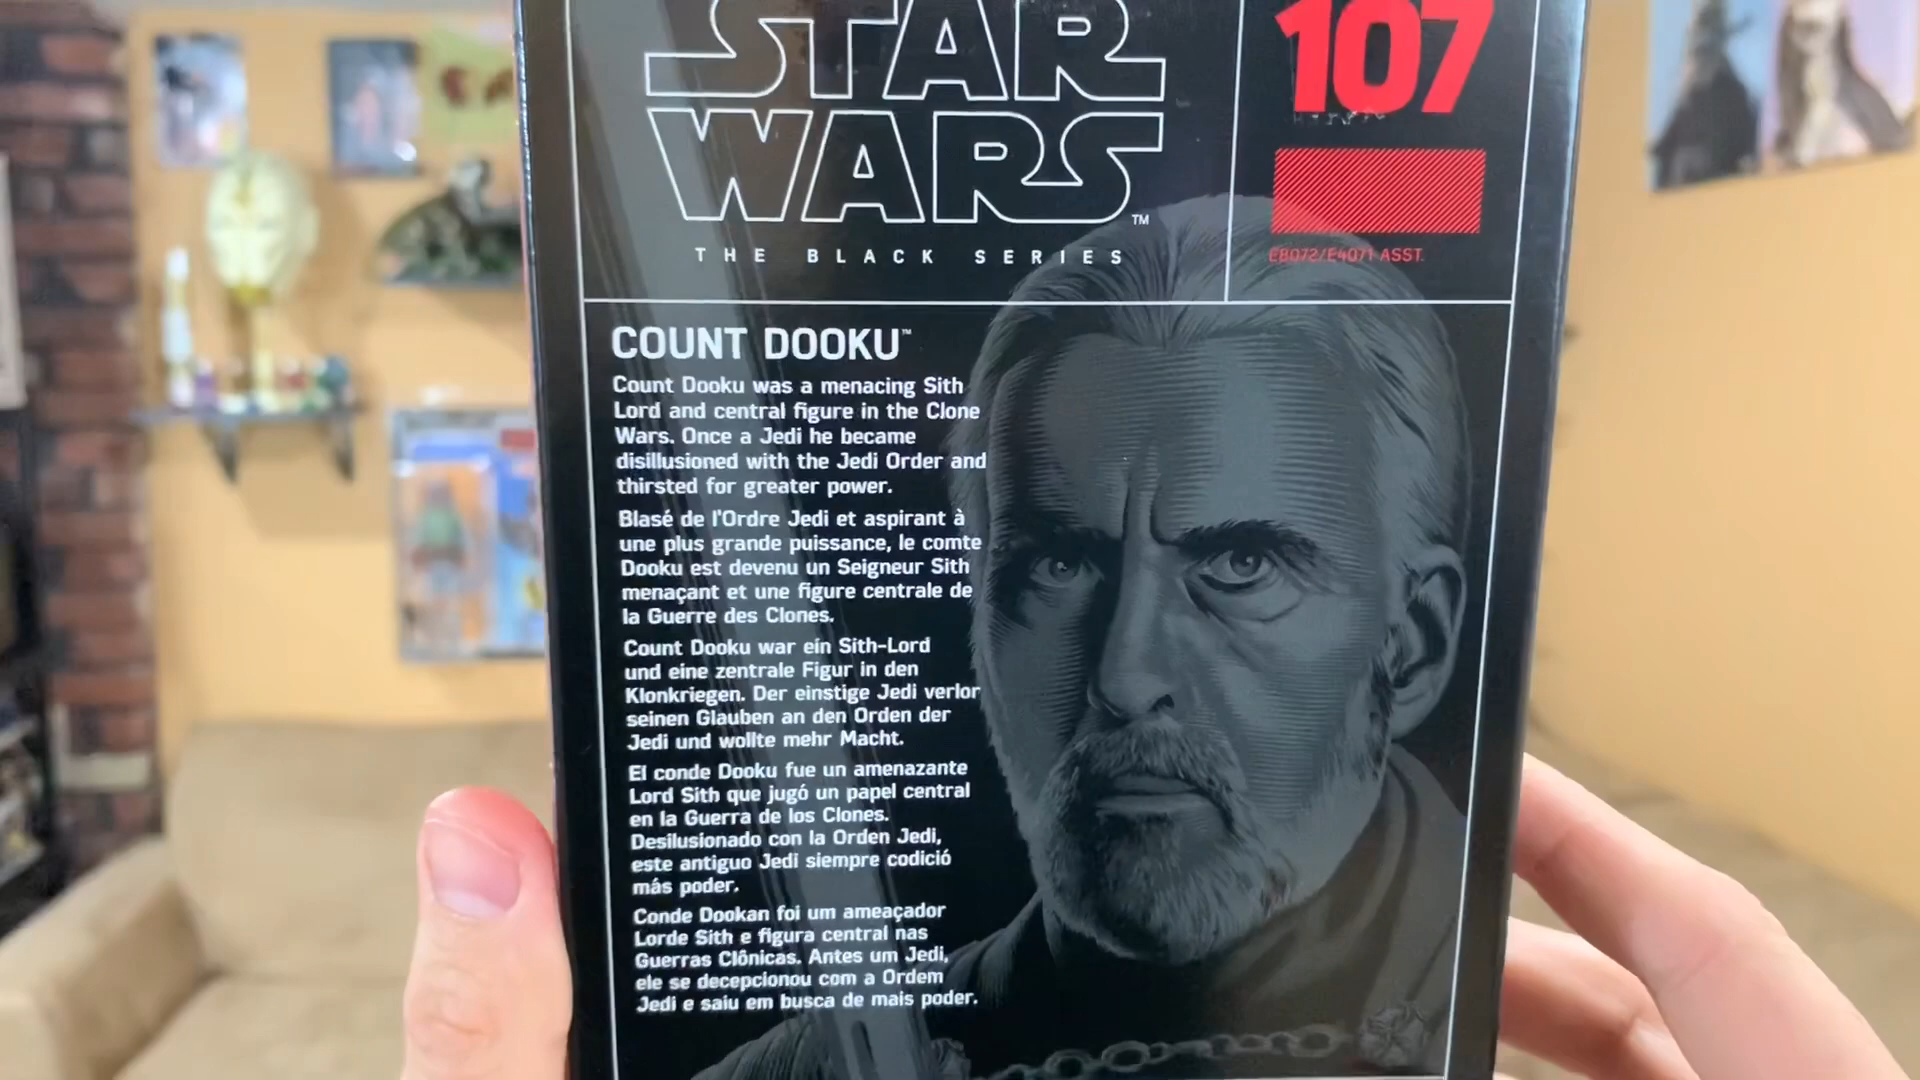 STAR
WARS™
THE BLACK SERIES
107
E8072/E4071 ASST.
COUNT DOOKU™
Count Dooku was a menacing Sith
Lord and central figure in the Clone
Wars. Once a Jedi he became
disillusioned with the Jedi Order and
thirsted for greater power.
Blasé de l'Ordre Jedi et aspirant à
une plus grande puissance, le comte
Dooku est devenu un Seigneur Sith
menaçant et une figure centrale de
la Guerre des Clones.
Count Dooku war ein Sith-Lord
und eine zentrale Figur in den
Klonkriegen. Der einstige Jedi verlor
seinen Glauben an den Orden der
Jedi und wollte mehr Macht.
El conde Dooku fue un amenazante
Lord Sith que jugó un papel central
en la Guerra de los Clones.
Desilusionado con la Orden Jedi,
este antiguo Jedi siempre codició
más poder.
Conde Dookan foi um ameaçador
Lorde Sith e figura central nas
Guerras Clônicas. Antes um Jedi,
ele se decepcionou com a Ordem
Jedi e saiu em busca de mais poder.